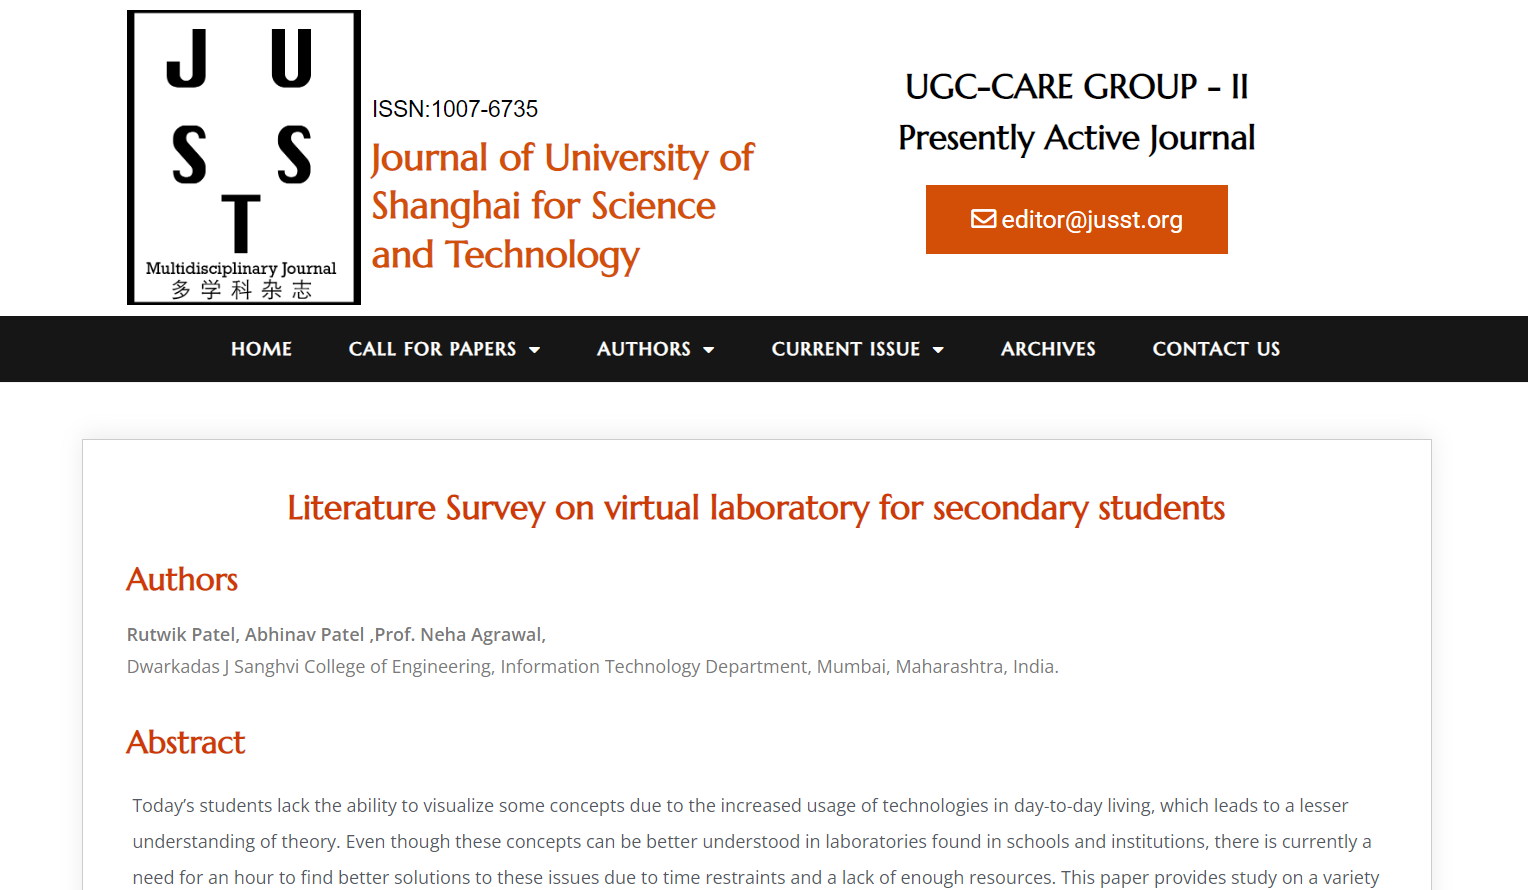 J U
S S
T
Multidisciplinary Journal
多学科杂志
ISSN:1007-6735
Journal of University of
Shanghai for Science
and Technology
UGC-CARE GROUP - II
Presently Active Journal
editor@jusst.org
HOME CALL FOR PAPERS AUTHORS CURRENT ISSUE ARCHIVES CONTACT US
Literature Survey on virtual laboratory for secondary students
Authors
Rutwik Patel, Abhinav Patel ,Prof. Neha Agrawal,
Dwarkadas J Sanghvi College of Engineering, Information Technology Department, Mumbai, Maharashtra, India.
Abstract
Today’s students lack the ability to visualize some concepts due to the increased usage of technologies in day-to-day living, which leads to a lesser
understanding of theory. Even though these concepts can be better understood in laboratories found in schools and institutions, there is currently a
need for an hour to find better solutions to these issues due to time restraints and a lack of enough resources. This paper provides study on a variety